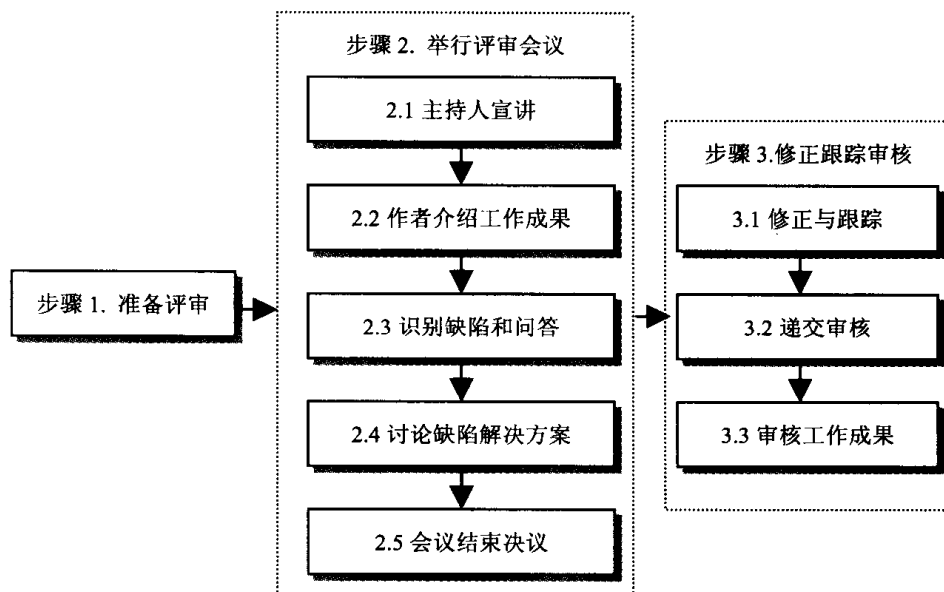 步骤 1. 准备评审
步骤 2. 举行评审会议
2.1 主持人宣讲
2.2 作者介绍工作成果
2.3 识别缺陷和问答
2.4 讨论缺陷解决方案
2.5 会议结束决议
步骤 3.修正跟踪审核
3.1 修正与跟踪
3.2 递交审核
3.3 审核工作成果